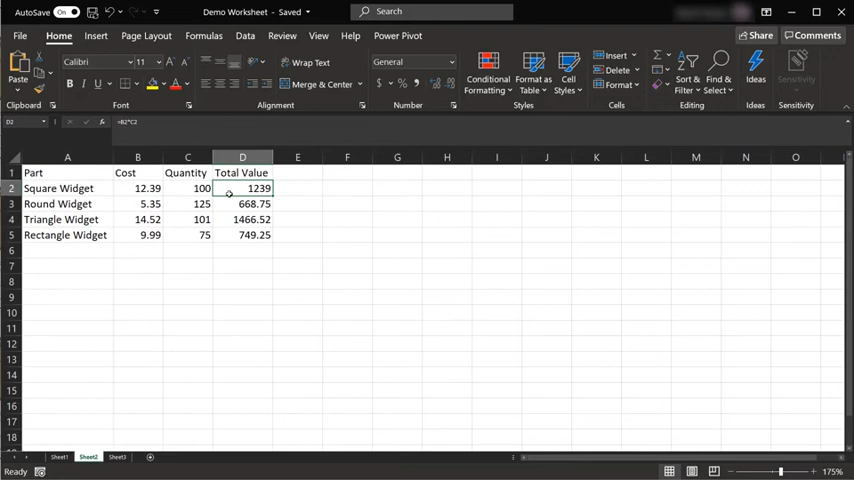 AutoSave On
Demo Worksheet - Saved
Search
File Home Insert Page Layout Formulas Data Review View Help Power Pivot Share Comments
Paste
Calibri 11 A A
B I U A
Wrap Text
Merge & Center
General
$ % 9
Conditional Formatting
Format as Table
Cell Styles
Insert
Delete
Format
Sort & Filter
Find & Select
Ideas
Sensitivity
Clipboard Font Alignment Number Styles Cells Editing Ideas Sensitivity
D2 fx =B2*C2
A B C D E F G H I J K L M N O
1 Part Cost Quantity Total Value
2 Square Widget 12.39 100 1239
3 Round Widget 5.35 125 668.75
4 Triangle Widget 14.52 101 1466.52
5 Rectangle Widget 9.99 75 749.25
6
7
8
9
10
11
12
13
14
15
16
17
18
Sheet1 Sheet2 Sheet3
Ready
175%